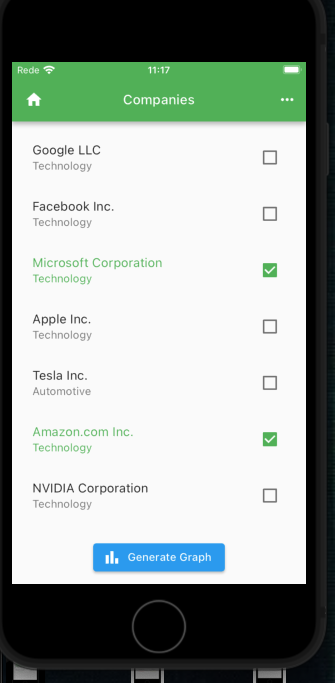 Rede 11:17
Companies
Google LLC
Technology
Facebook Inc.
Technology
Microsoft Corporation
Technology
Apple Inc.
Technology
Tesla Inc.
Automotive
Amazon.com Inc.
Technology
NVIDIA Corporation
Technology
Generate Graph